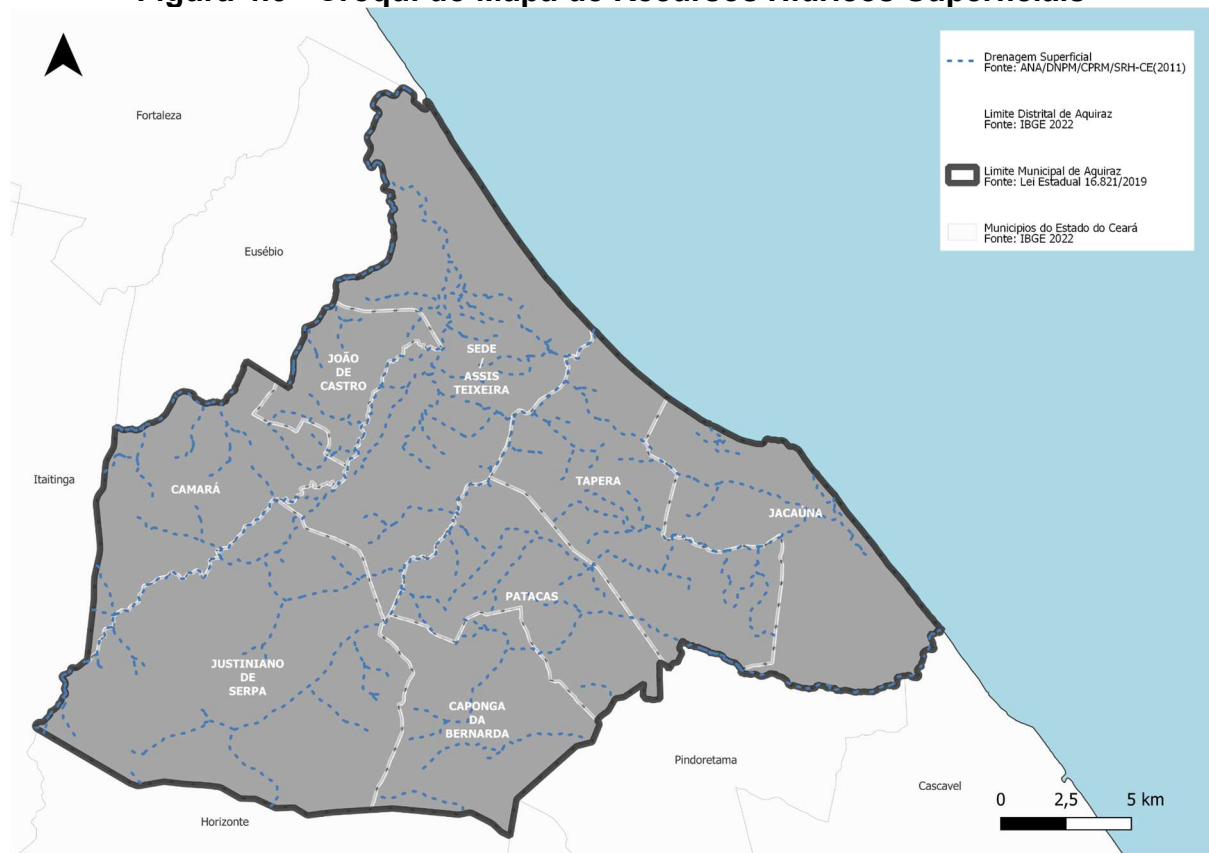 Drenagem Superficial
Fonte: ANA/DNPM/CPRM/SRH-CE(2011)
Limite Distrital de Aquiraz
Fonte: IBGE 2022
Limite Municipal de Aquiraz
Fonte: Lei Estadual 16.821/2019
Municipios do Estado do Ceará
Fonte: IBGE 2022
Fortaleza
Eusébio
JOÃO
DE
CASTRO
SEDE
/
ASSIS
TEIXEIRA
Itaitinga
CAMARÁ
TAPERA
JACAÚNA
PATACAS
JUSTINIANO
DE
SERPA
CAPONGA
DA
BERNARDA
Pindoretama
Cascavel
Horizonte
0 2,5 5 km